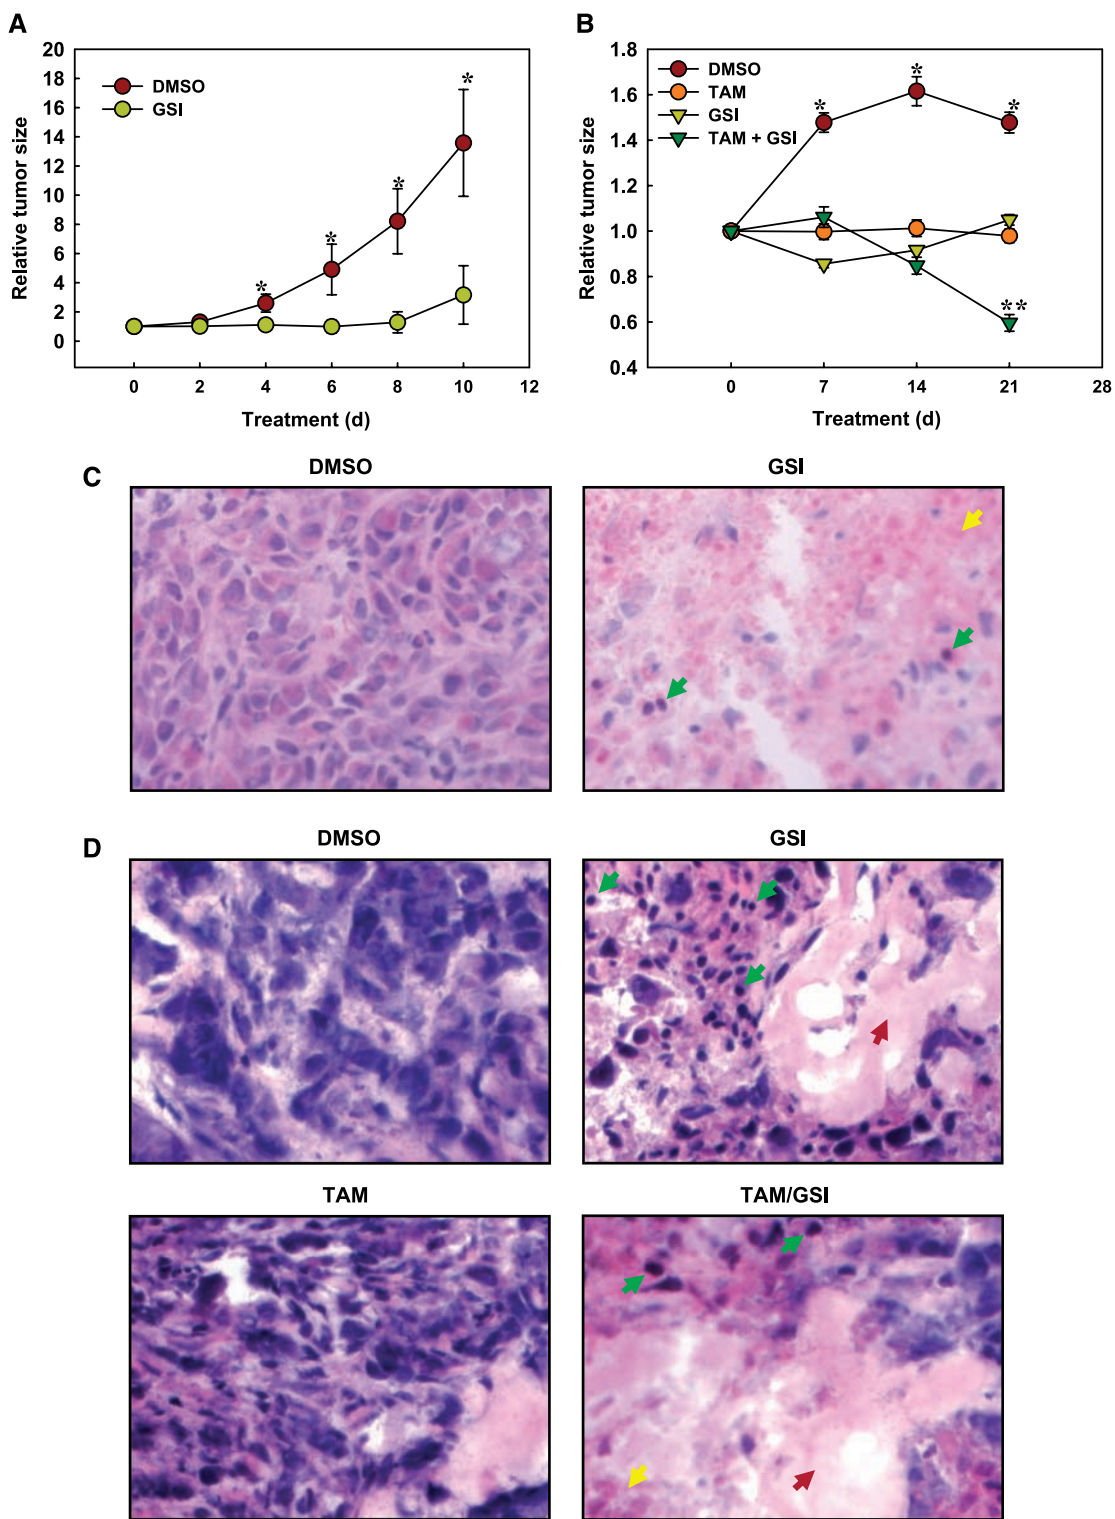 A
Relative tumor size
20
18
16
14
12
10
8
6
4
2
0
DMSO
GSI
*
*
*
*
0 2 4 6 8 10 12
Treatment (d)
B
Relative tumor size
1.8
1.6
1.4
1.2
1.0
0.8
0.6
0.4
DMSO
TAM
GSI
TAM + GSI
*
*
*
**
0 7 14 21 28
Treatment (d)
C
DMSO GSI
D
DMSO GSI
TAM TAM/GSI